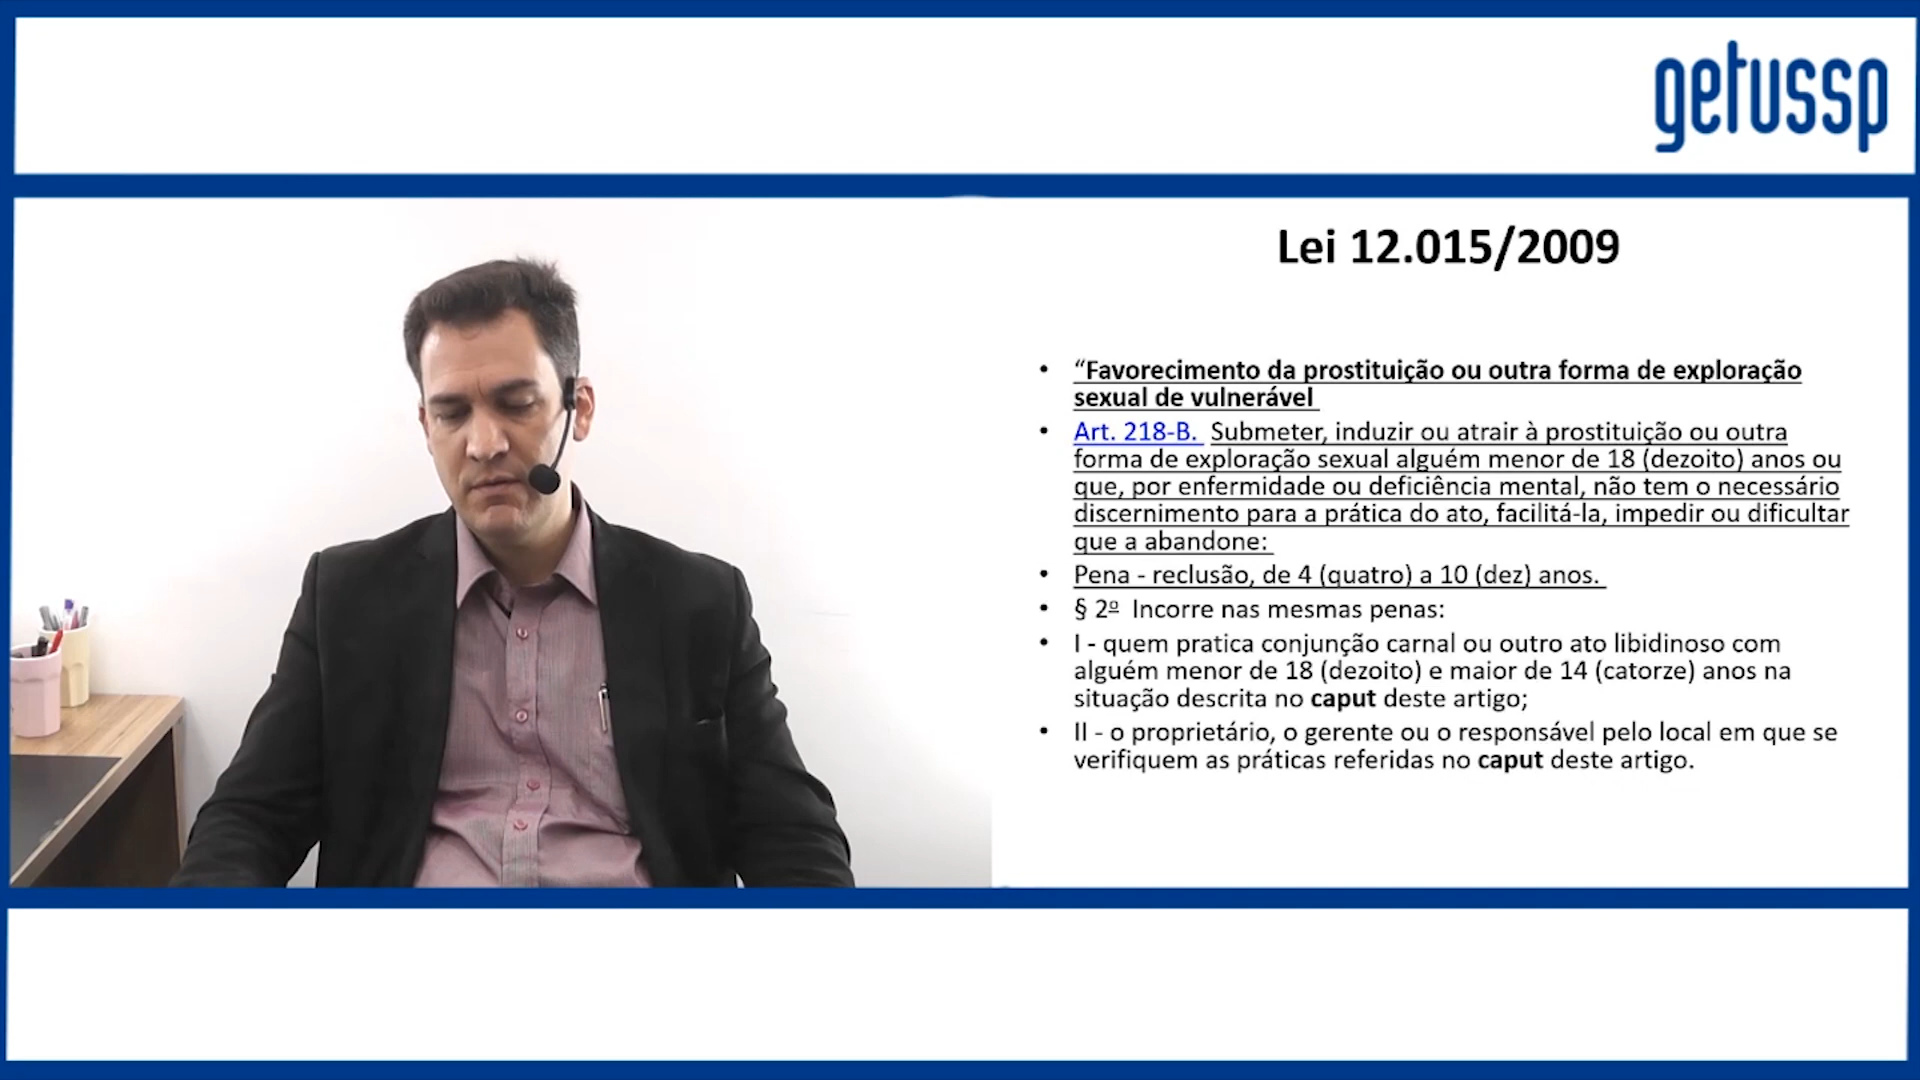 getussp
Lei 12.015/2009
• “Favorecimento da prostituição ou outra forma de exploração
sexual de vulnerável
• Art. 218-B. Submeter, induzir ou atrair à prostituição ou outra
forma de exploração sexual alguém menor de 18 (dezoito) anos ou
que, por enfermidade ou deficiência mental, não tem o necessário
discernimento para a prática do ato, facilitá-la, impedir ou dificultar
que a abandone:
• Pena - reclusão, de 4 (quatro) a 10 (dez) anos.
• § 2º Incorre nas mesmas penas:
• I - quem pratica conjunção carnal ou outro ato libidinoso com
alguém menor de 18 (dezoito) e maior de 14 (catorze) anos na
situação descrita no caput deste artigo;
• II - o proprietário, o gerente ou o responsável pelo local em que se
verifiquem as práticas referidas no caput deste artigo.